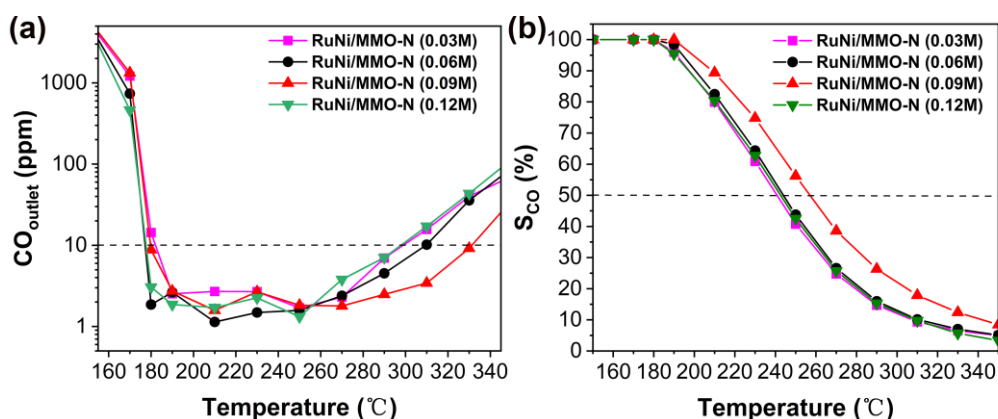 (a)
RuNi/MMO-N (0.03M)
RuNi/MMO-N (0.06M)
RuNi/MMO-N (0.09M)
RuNi/MMO-N (0.12M)
COoutlet (ppm)
1000
100
10
1
160 180 200 220 240 260 280 300 320 340
Temperature (℃)
(b)
RuNi/MMO-N (0.03M)
RuNi/MMO-N (0.06M)
RuNi/MMO-N (0.09M)
RuNi/MMO-N (0.12M)
SCO (%)
100
90
80
70
60
50
40
30
20
10
0
160 180 200 220 240 260 280 300 320 340
Temperature (℃)